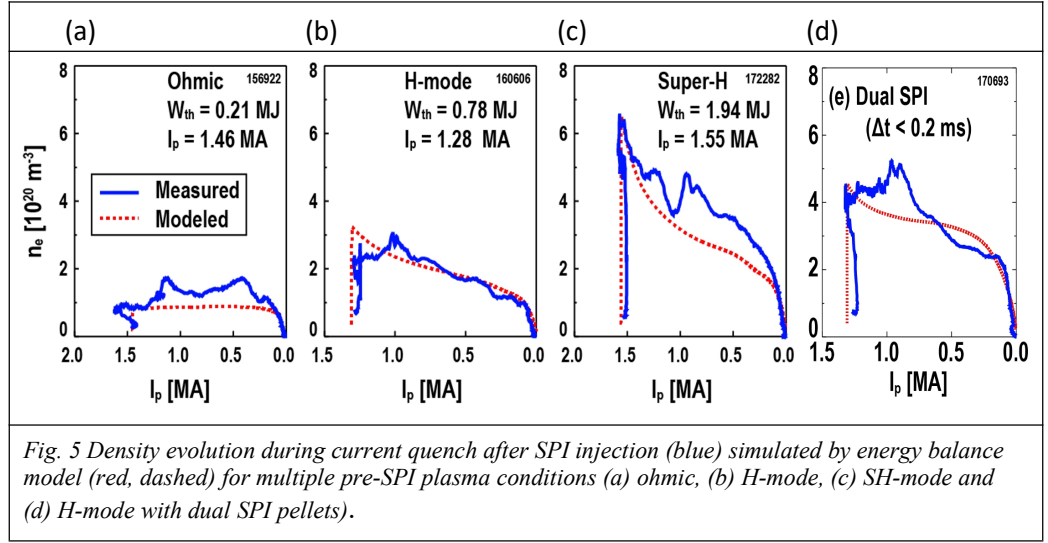 (a) (b) (c) (d)
Ohmic 156922
W_th = 0.21 MJ
I_p = 1.46 MA
H-mode 160606
W_th = 0.78 MJ
I_p = 1.28 MA
Super-H 172282
W_th = 1.94 MJ
I_p = 1.55 MA
170693
(e) Dual SPI
(Δt < 0.2 ms)
Measured
Modeled
n_e [10^20 m^-3]
8
6
4
2
0
2.0 1.5 1.0 0.5 0.0
I_p [MA]
8
6
4
2
0
2.0 1.5 1.0 0.5 0.0
I_p [MA]
8
6
4
2
0
2.0 1.5 1.0 0.5 0.0
I_p [MA]
8
6
4
2
0
1.5 1.0 0.5 0.0
I_p [MA]
Fig. 5 Density evolution during current quench after SPI injection (blue) simulated by energy balance
model (red, dashed) for multiple pre-SPI plasma conditions (a) ohmic, (b) H-mode, (c) SH-mode and
(d) H-mode with dual SPI pellets).